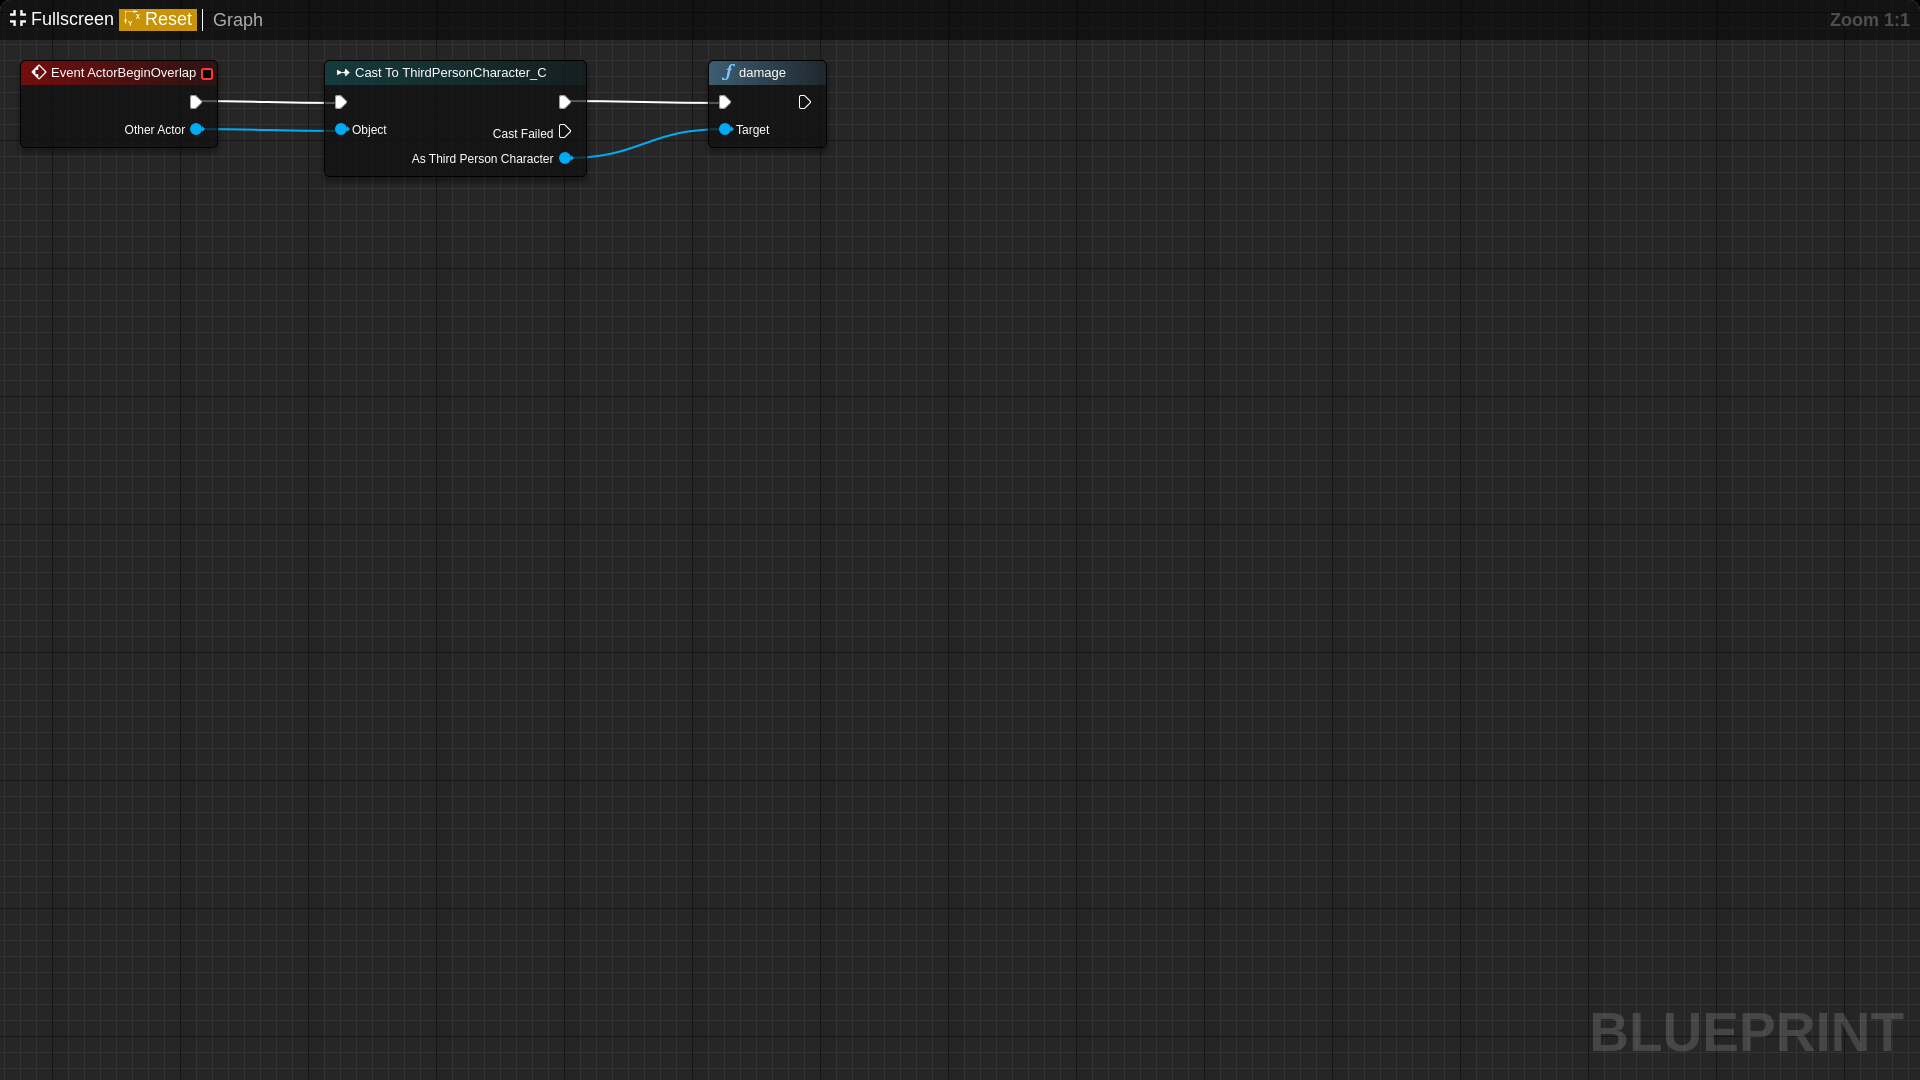 Fullscreen Reset Graph Zoom 1:1
Event ActorBeginOverlap
Other Actor
Cast To ThirdPersonCharacter_C
Object
Cast Failed
As Third Person Character
damage
Target
BLUEPRINT